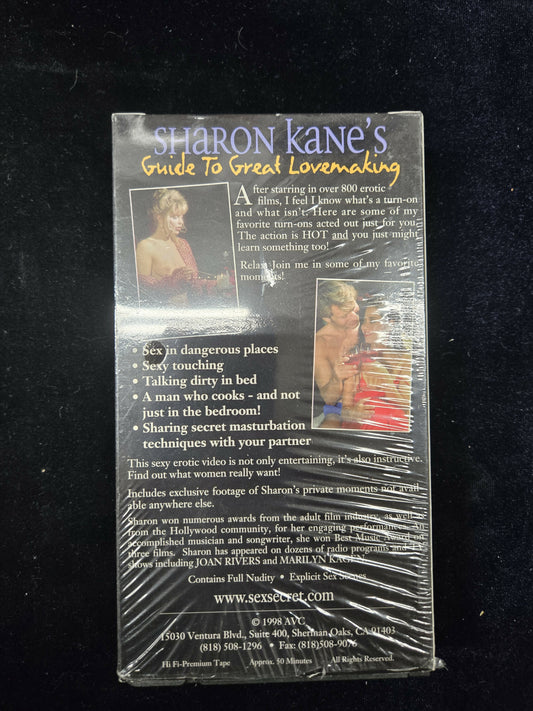 SHARON KANE'S
Guide To Great Lovemaking
After starring in over 800 erotic
films, I feel I know what's a turn-on
and what isn't. Here are some of my
favorite turn-ons acted out just for you.
The action is HOT and you just might
learn something too!
Relax. Join me in some of my favorite
moments!
• Sex in dangerous places
• Sexy touching
• Talking dirty in bed
• A man who cooks - and not
just in the bedroom!
• Sharing secret masturbation
techniques with your partner
This sexy erotic video is not only entertaining, it's also instructive.
Find out what women really want!
Includes exclusive footage of Sharon's private moments not avail
able anywhere else.
Sharon won numerous awards from the adult film industry, as well
from the Hollywood community, for her engaging performances. An
accomplished musician and songwriter, she won Best Music Award on
three films. Sharon has appeared on dozens of radio programs and
shows including JOAN RIVERS and MARILYN KAGEN.
Contains Full Nudity • Explicit Sex Scenes
www.sexsecret.com
© 1998 AVC
15030 Ventura Blvd., Suite 400, Sherman Oaks, CA 91403
(818) 508-1296 • Fax: (818)508-9076
Hi Fi-Premium Tape Approx. 50 Minutes All Rights Reserved.